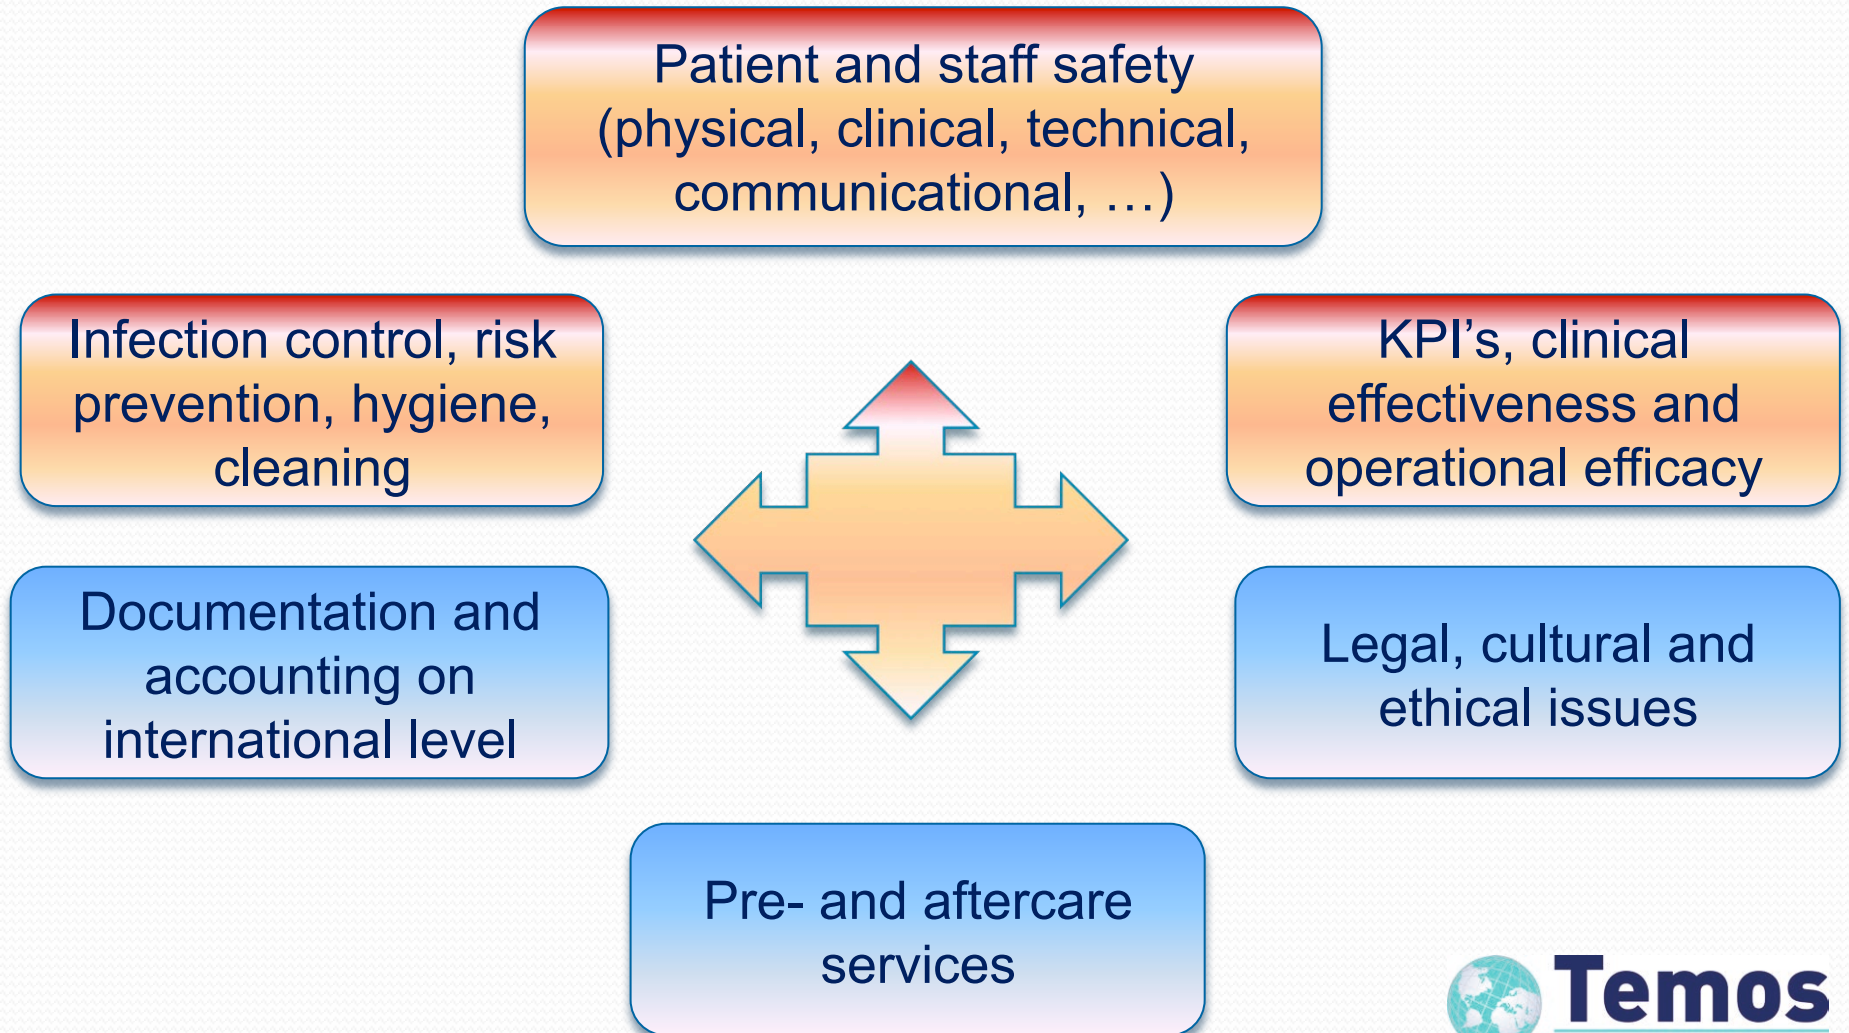 Patient and staff safety
(physical, clinical, technical,
communicational, …)
Infection control, risk
prevention, hygiene,
cleaning
KPI’s, clinical
effectiveness and
operational efficacy
Documentation and
accounting on
international level
Legal, cultural and
ethical issues
Pre- and aftercare
services
Temos